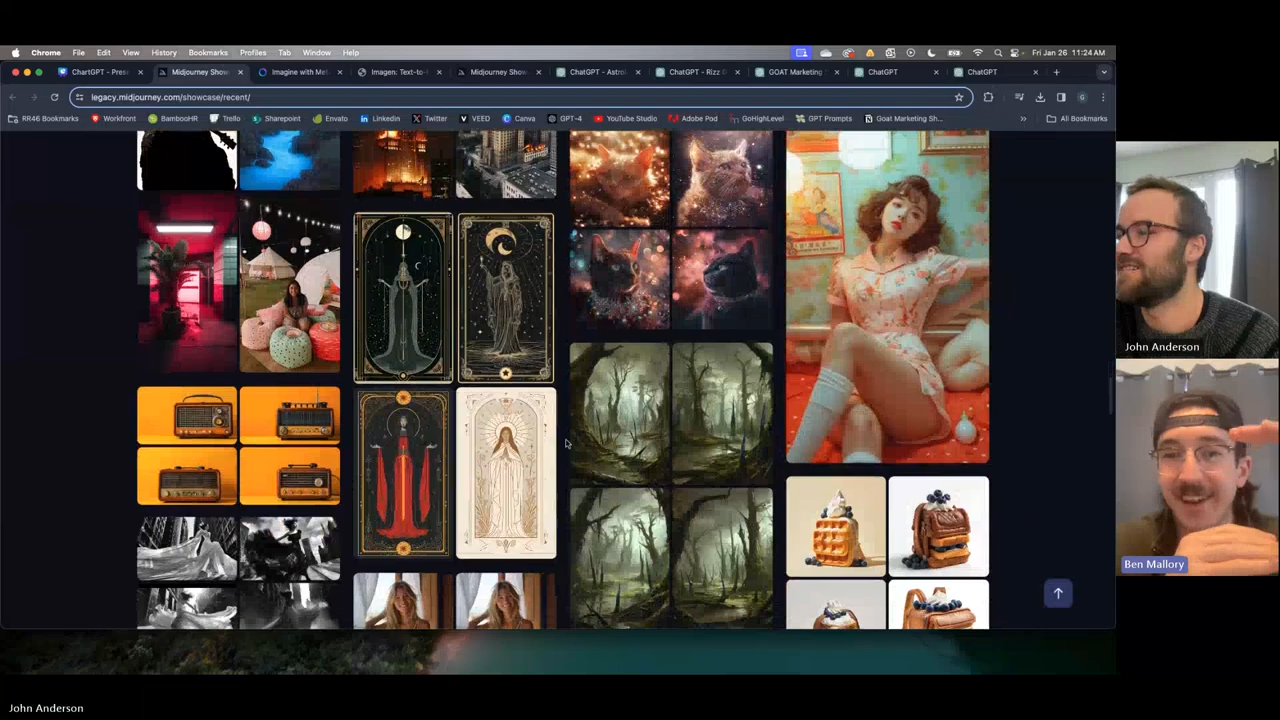 Chrome File Edit View History Bookmarks Profiles Tab Window Help
Fri Jan 26 11:24 AM
ChartGPT - Pres
Midjourney Show
Imagine with Met
Imagen: Text-to-I
Midjourney Show
ChatGPT - Astrol
ChatGPT - Rizz D
GOAT Marketing
ChatGPT
ChatGPT
legacy.midjourney.com/showcase/recent/
G
RR46 Bookmarks
Workfront
BambooHR
Trello
Sharepoint
Envato
Linkedin
Twitter
VEED
Canva
GPT-4
YouTube Studio
Adobe Pod
GoHighLevel
GPT Prompts
Goat Marketing Sh...
All Bookmarks
John Anderson
Ben Mallory
John Anderson